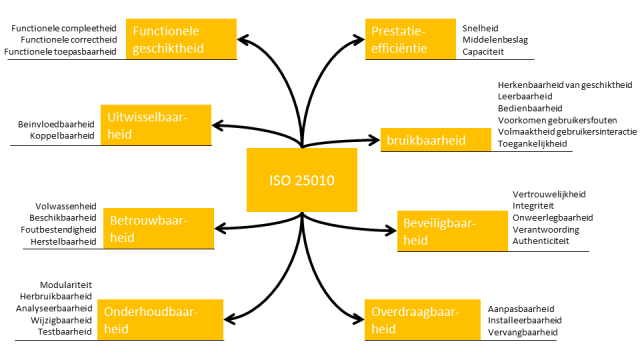 Functionele compleetheid
Functionele correctheid
Functionele toepasbaarheid
Functionele
geschiktheid
Prestatie-
efficiëntie
Snelheid
Middelenbeslag
Capaciteit
Beïnvloedbaarheid
Koppelbaarheid
Uitwisselbaar-
heid
bruikbaarheid
Herkenbaarheid van geschiktheid
Leerbaarheid
Bedienbaarheid
Voorkomen gebruikersfouten
Volmaaktheid gebruikersinteractie
Toegankelijkheid
ISO 25010
Volwassenheid
Beschikbaarheid
Foutbestendigheid
Herstelbaarheid
Betrouwbaar-
heid
Beveiligbaar-
heid
Vertrouwelijkheid
Integriteit
Onweerlegbaarheid
Verantwoording
Authenticiteit
Modulariteit
Herbruikbaarheid
Analyseerbaarheid
Wijzigbaarheid
Testbaarheid
Onderhoudbaar-
heid
Overdraagbaar-
heid
Aanpasbaarheid
Installeerbaarheid
Vervangbaarheid